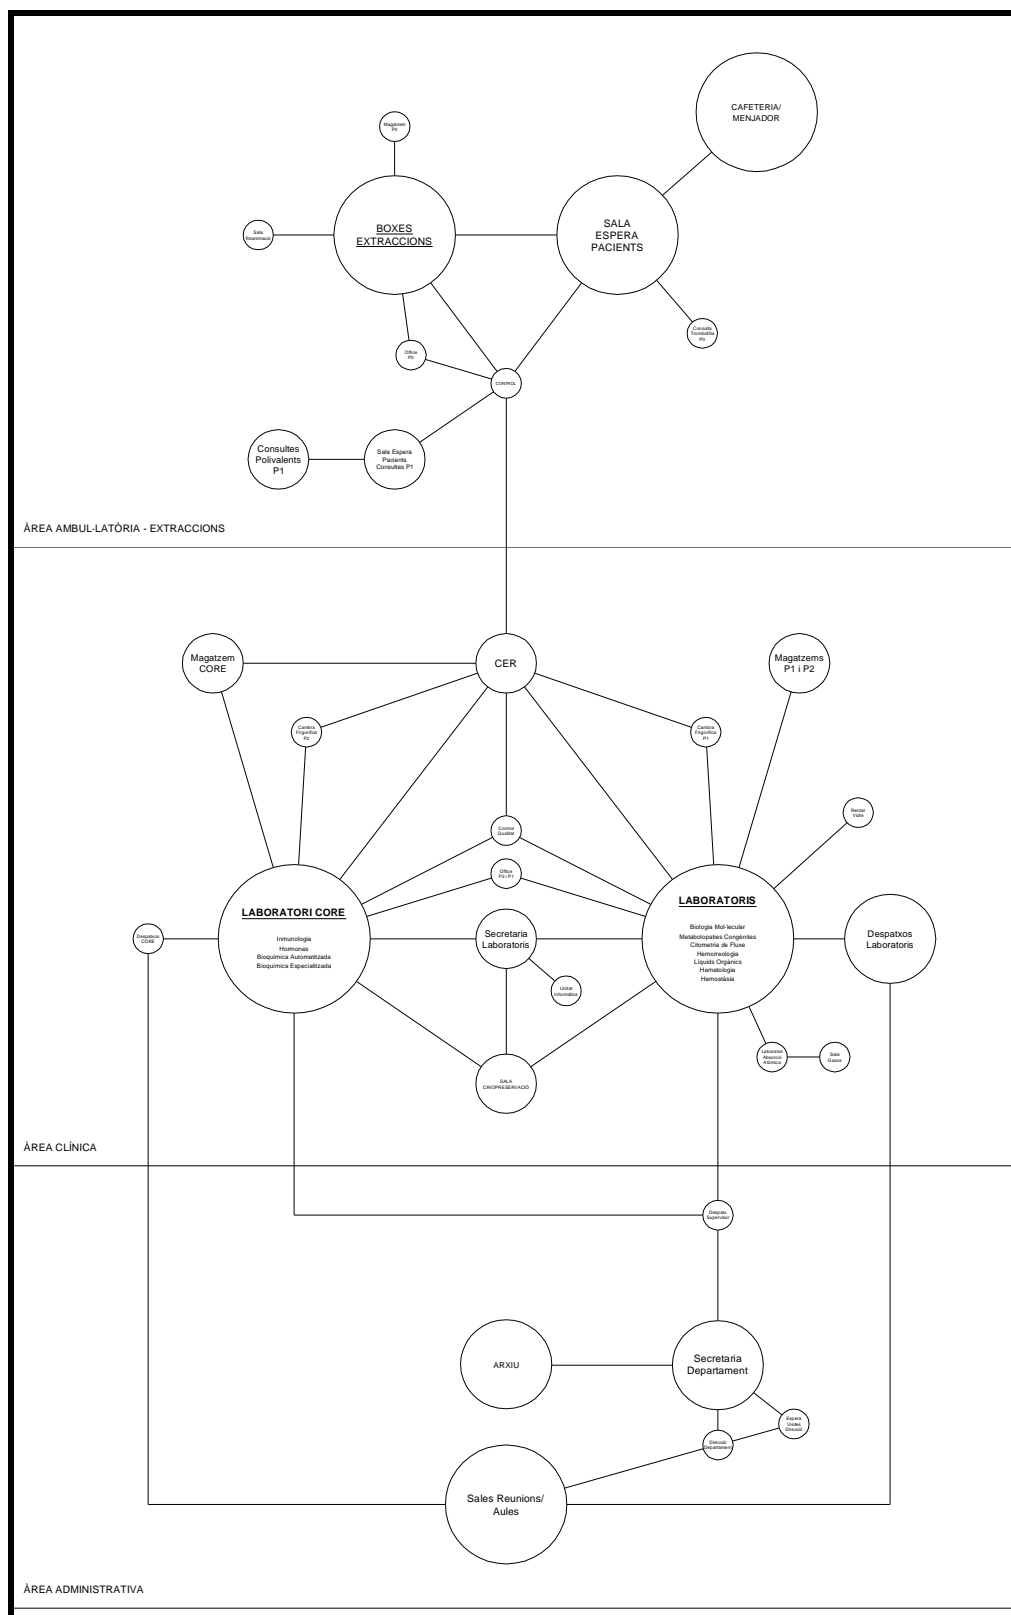 CAFETERIA/
MENJADOR
Magatzem
P0
BOXES
EXTRACCIONS
SALA
ESPERA
PACIENTS
Sala
Reanimació
Consulta
Trombofília
P0
Office
P0
CONTROL
Consultes
Polivalents
P1
Sala Espera
Pacients
Consultes P1
ÀREA AMBUL·LATÒRIA - EXTRACCIONS
Magatzem
CORE
CER
Magatzems
P1 i P2
Cambra
Frigorífica
P2
Cambra
Frigorífica
P1
Control
Qualitat
Rentat
Vidre
Office
P2 i P1
LABORATORI CORE
Inmunologia
Hormones
Bioquímica Automatitzada
Bioquímica Especialitzada
LABORATORIS
Biologia Mol·lecular
Metabolopaties Congènites
Citometria de Fluxe
Hemorreologia
Líquids Orgànics
Hematologia
Hemostàsia
Despatxos
CORE
Secretaria
Laboratoris
Despatxos
Laboratoris
Unitat
Informàtica
Laboratori
Absorció
Atòmica
Sala
Gasos
SALA
CRIOPRESERVACIÓ
ÀREA CLÍNICA
Despatx
Supervisor
ARXIU
Secretaria
Departament
Espera
Visites
Direcció
Direcció
Departament
Sales Reunions/
Aules
ÀREA ADMINISTRATIVA